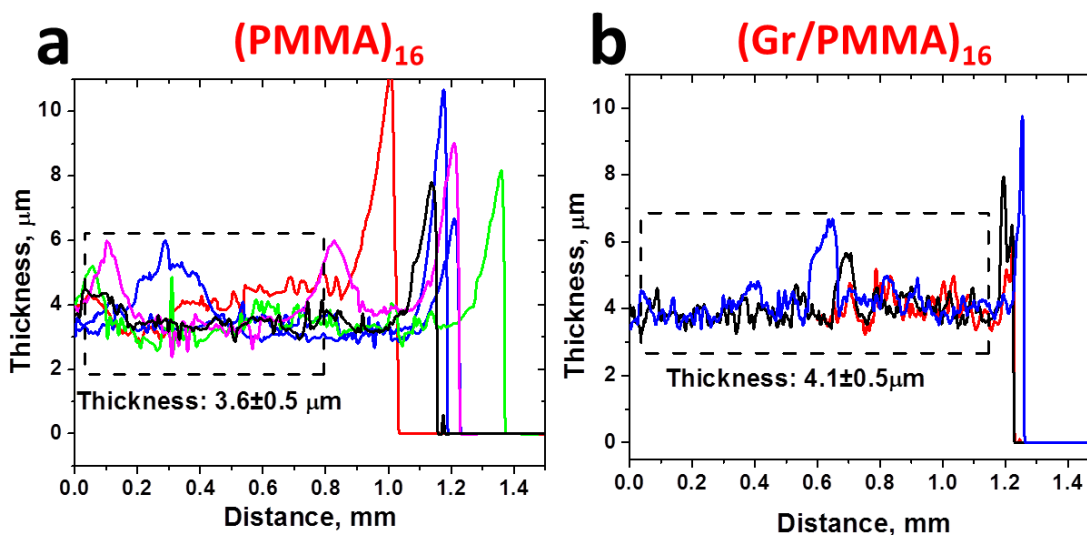 a
(PMMA)16
10
8
6
4
2
0
Thickness, μm
Thickness: 3.6±0.5 μm
0.0 0.2 0.4 0.6 0.8 1.0 1.2 1.4
Distance, mm
b
(Gr/PMMA)16
10
8
6
4
2
0
Thickness, μm
Thickness: 4.1±0.5μm
0.0 0.2 0.4 0.6 0.8 1.0 1.2 1.4
Distance, mm